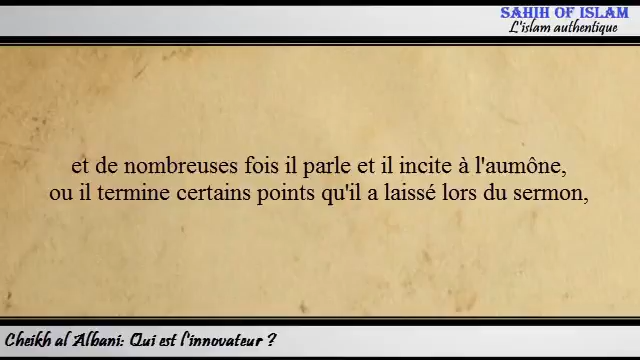 SAHIH OF ISLAM
L'islam authentique
et de nombreuses fois il parle et il incite à l'aumône,
ou il termine certains points qu'il a laissé lors du sermon,
Cheikh al Albani: Qui est l'innovateur ?